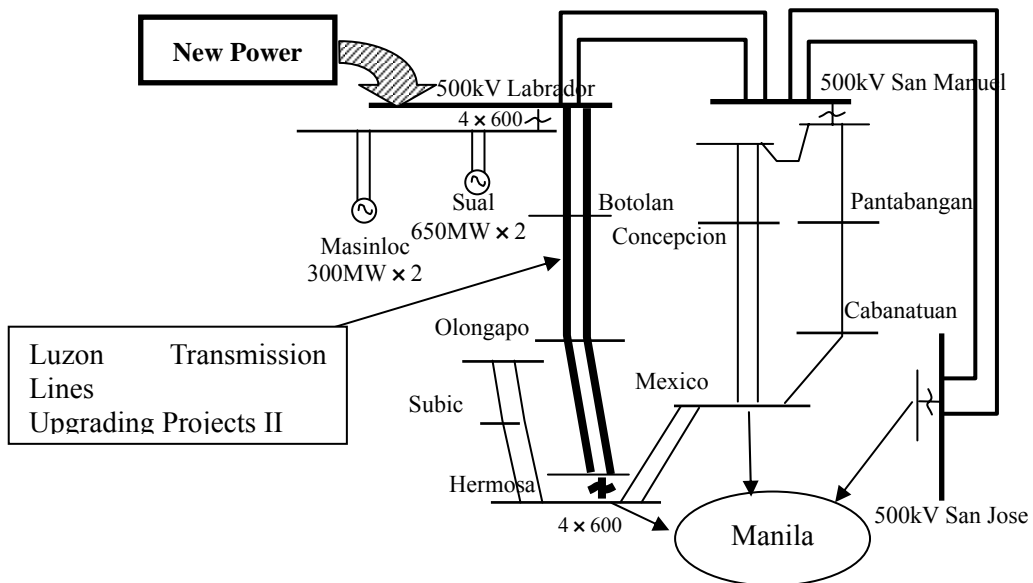 New Power
500kV Labrador
500kV San Manuel
4 × 600
Sual
650MW × 2
Botolan
Pantabangan
Concepcion
Masinloc
300MW × 2
Cabanatuan
Olongapo
Luzon Transmission
Lines
Upgrading Projects II
Mexico
Subic
Hermosa
500kV San Jose
4 × 600
Manila